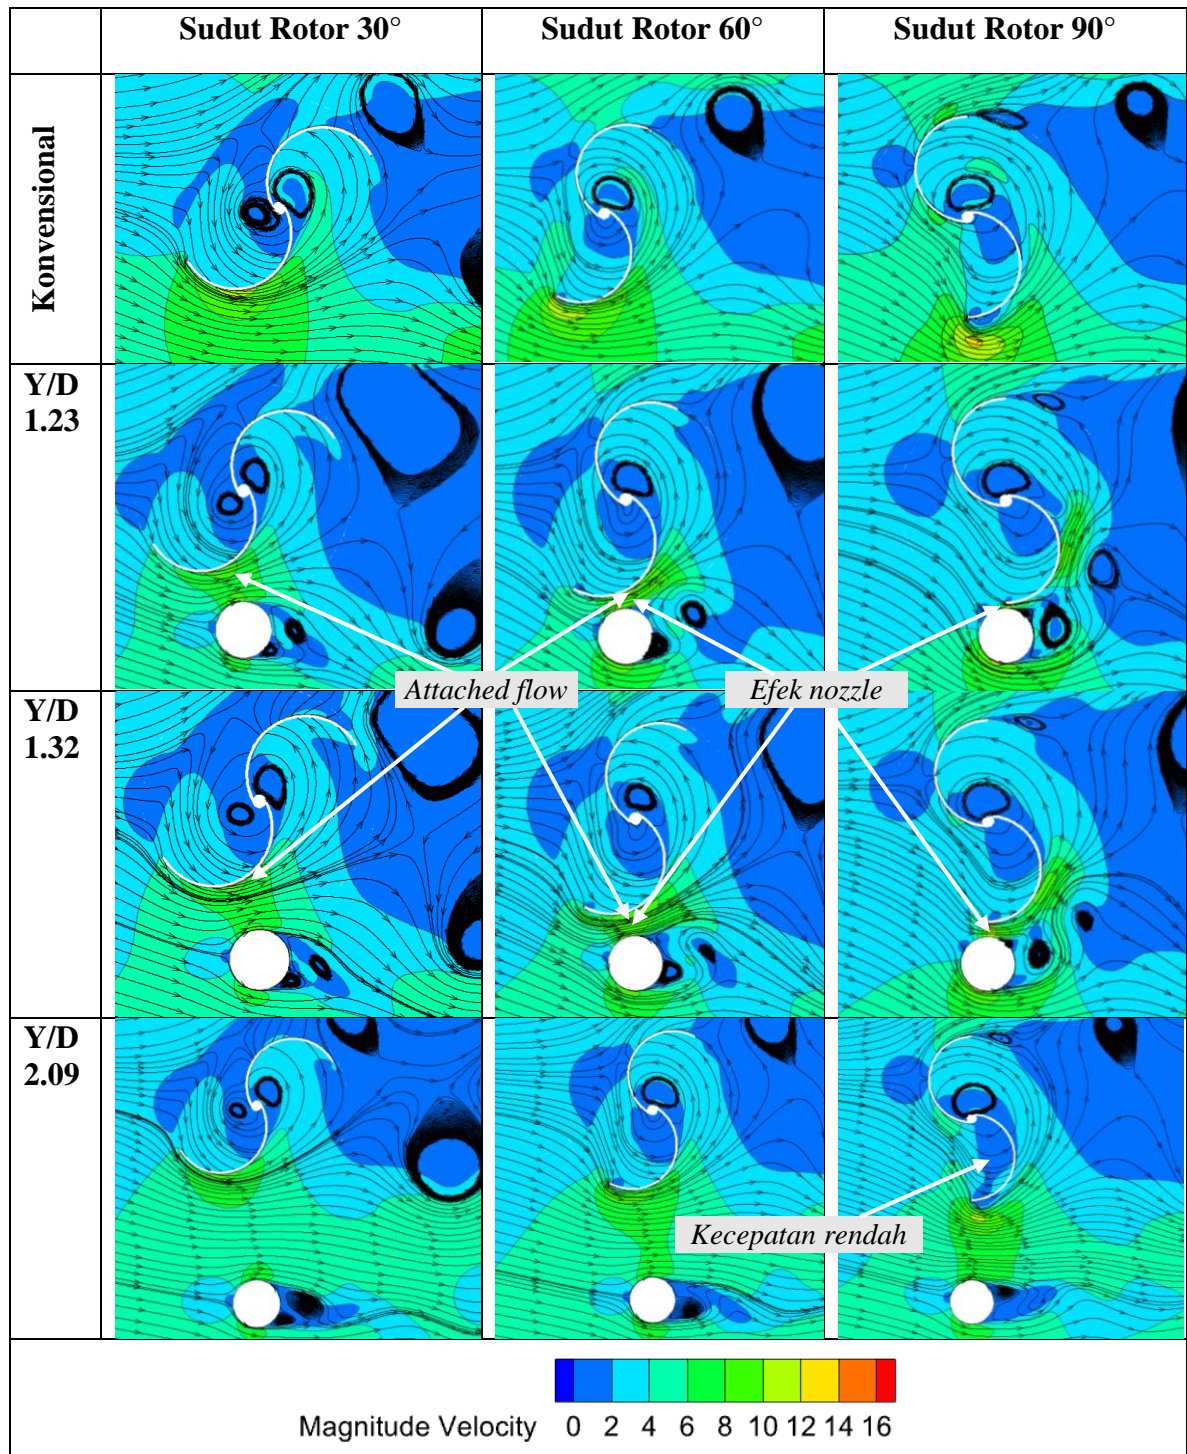 Sudut Rotor 30° Sudut Rotor 60° Sudut Rotor 90°
Konvensional
Y/D
1.23
Attached flow Efek nozzle
Y/D
1.32
Y/D
2.09
Kecepatan rendah
Magnitude Velocity 0 2 4 6 8 10 12 14 16